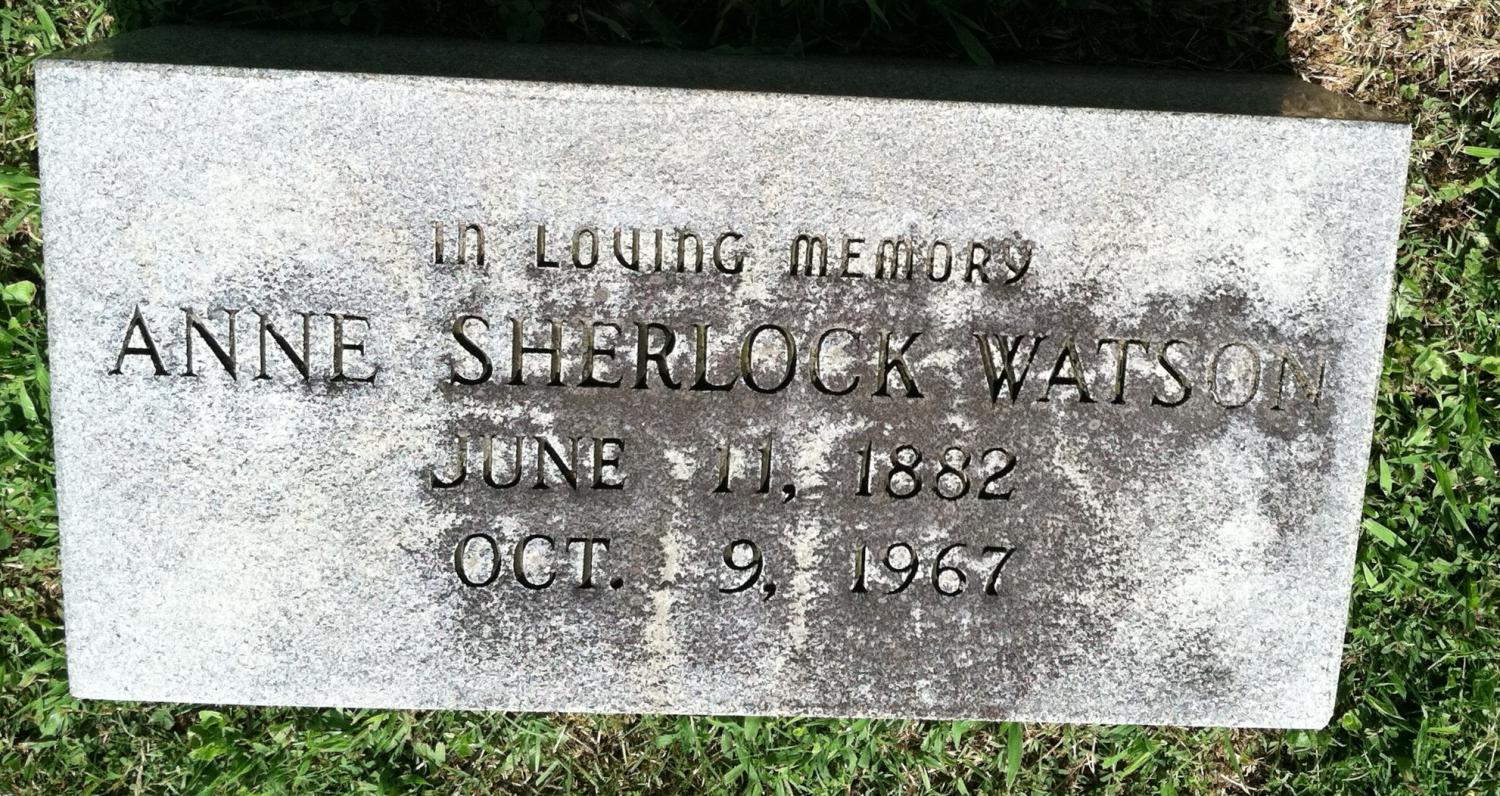 In LOVING MEMORY
ANNE SHERLOCK WATSON
JUNE 11, 1882
OCT. 9, 1967